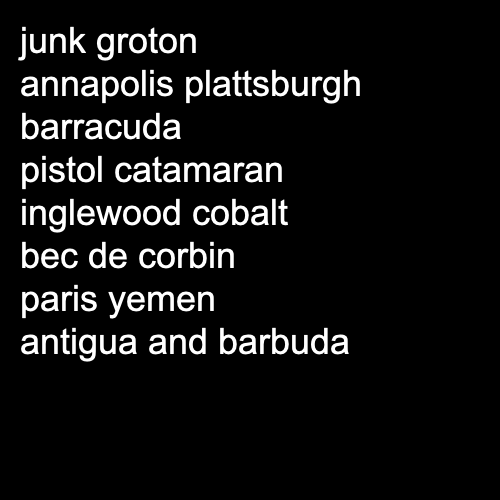 junk groton
annapolis plattsburgh
barracuda
pistol catamaran
inglewood cobalt
bec de corbin
paris yemen
antigua and barbuda